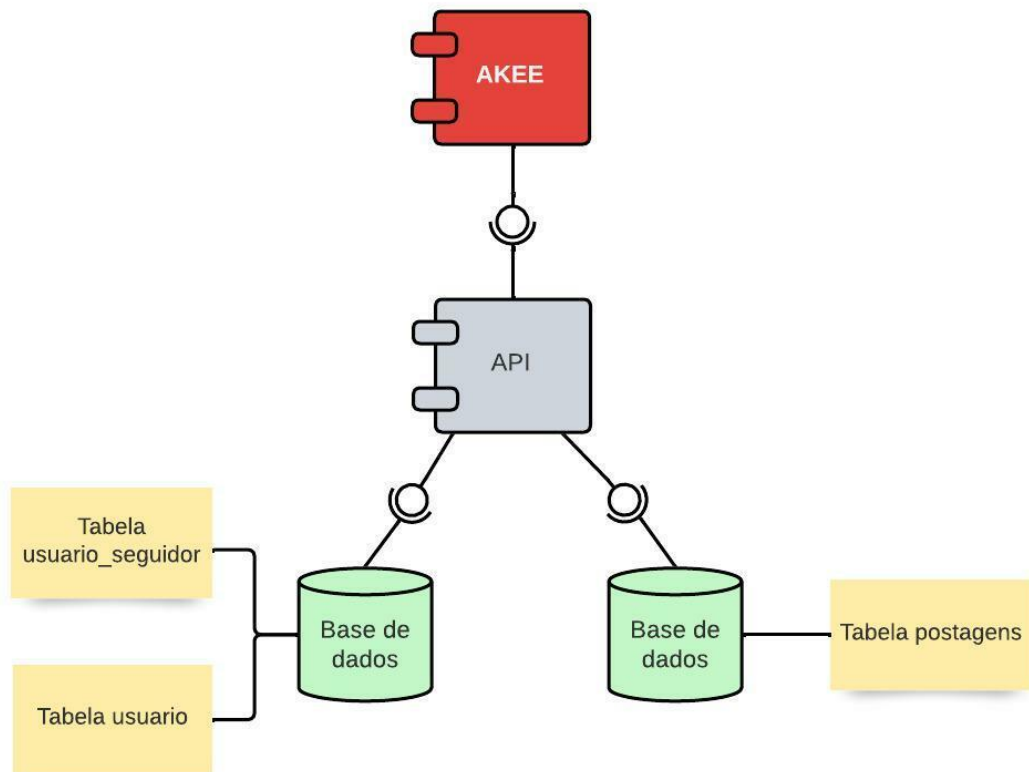 AKEE
API
Tabela
usuario_seguidor
Base de
dados
Base de
dados
Tabela postagens
Tabela usuario